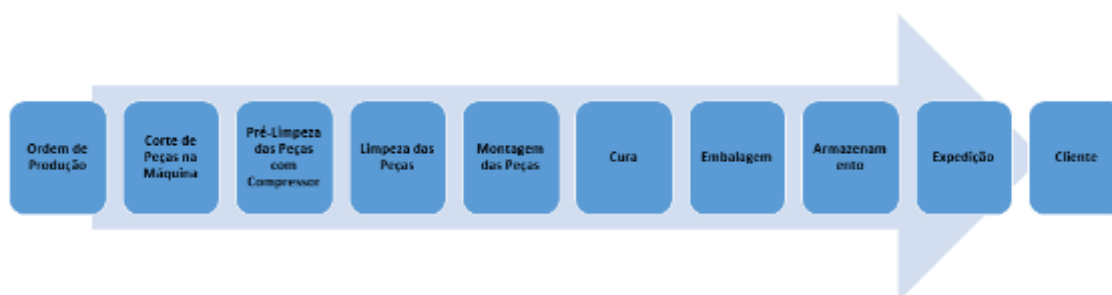 Ordem de
Produção
Corte de
Peças na
Máquina
Pré-Limpeza
das Peças
com
Compressor
Limpeza das
Peças
Montagem
das Peças
Cura
Embalagem
Armazenam
ento
Expedição
Cliente